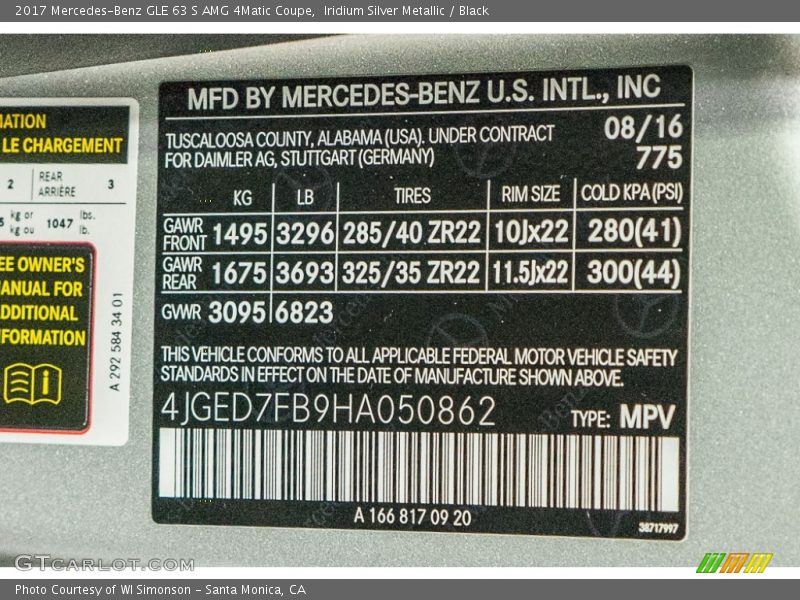 2017 Mercedes-Benz GLE 63 S AMG 4Matic Coupe, Iridium Silver Metallic / Black
LE CHARGEMENT
2 REAR ARRIÈRE 3
kg or kg ou 1047 lbs. lb.
OWNER'S
FOR
A 292 584 34 01
MFD BY MERCEDES-BENZ U.S. INTL., INC
TUSCALOOSA COUNTY, ALABAMA (USA). UNDER CONTRACT
FOR DAIMLER AG, STUTTGART (GERMANY)
08/16
775
KG LB TIRES RIM SIZE COLD KPA(PSI)
GAWR FRONT 1495 3296 285/40 ZR22 10Jx22 280(41)
GAWR REAR 1675 3693 325/35 ZR22 11.5Jx22 300(44)
GWR 3095 6823
THIS VEHICLE CONFORMS TO ALL APPLICABLE FEDERAL MOTOR VEHICLE SAFETY
STANDARDS IN EFFECT ON THE DATE OF MANUFACTURE SHOWN ABOVE.
4JGED7FB9HA050862 TYPE: MPV
A 166 817 09 20
38717997
GTCarLot.com
Photo Courtesy of WI Simonson - Santa Monica, CA